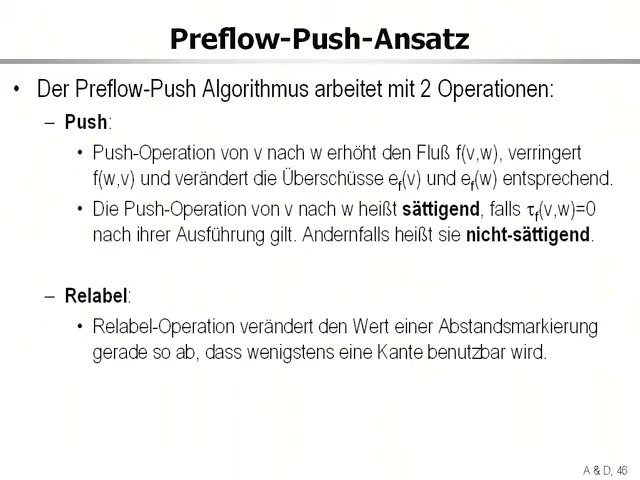 Preflow-Push-Ansatz
• Der Preflow-Push Algorithmus arbeitet mit 2 Operationen:
– Push:
• Push-Operation von v nach w erhöht den Fluß f(v,w), verringert
f(w,v) und verändert die Überschüsse ef(v) und ef(w) entsprechend.
• Die Push-Operation von v nach w heißt sättigend, falls τf(v,w)=0
nach ihrer Ausführung gilt. Andernfalls heißt sie nicht-sättigend.
– Relabel:
• Relabel-Operation verändert den Wert einer Abstandsmarkierung
gerade so ab, dass wenigstens eine Kante benutzbar wird.
A & D, 46